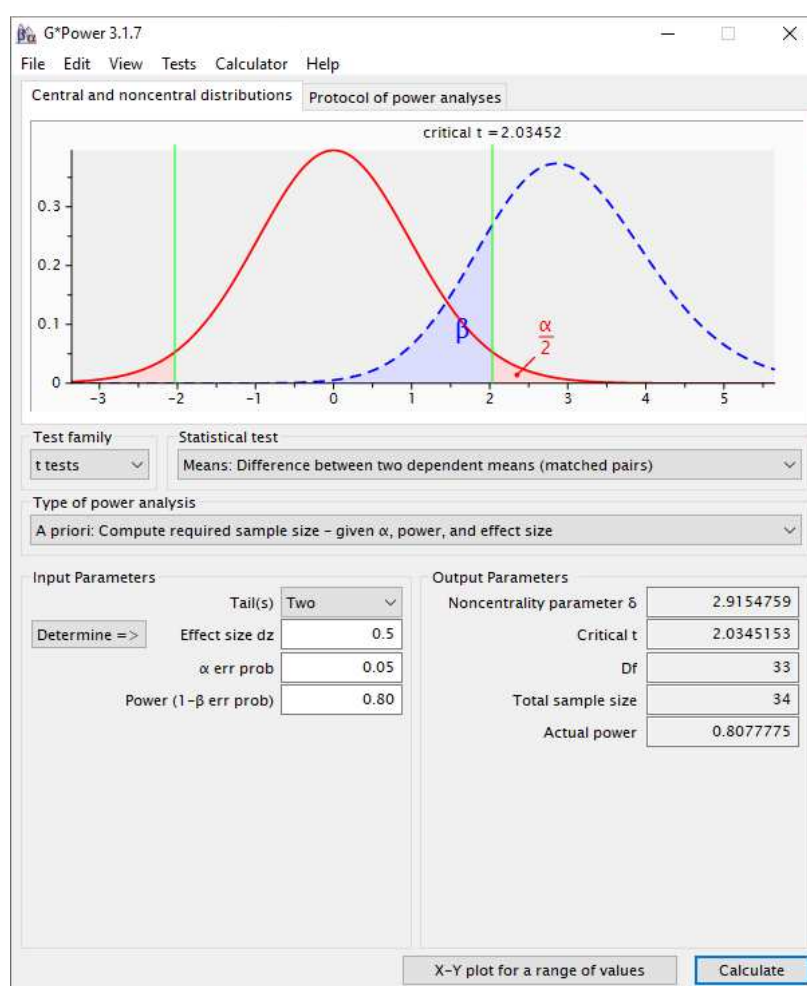 βα G*Power 3.1.7
File Edit View Tests Calculator Help
Central and noncentral distributions Protocol of power analyses
critical t = 2.03452
0.3
0.2
0.1
0
β
α
2
-3 -2 -1 0 1 2 3 4 5
Test family Statistical test
t tests Means: Difference between two dependent means (matched pairs)
Type of power analysis
A priori: Compute required sample size – given α, power, and effect size
Input Parameters Output Parameters
Tail(s) Two Noncentrality parameter δ 2.9154759
Determine => Effect size dz 0.5 Critical t 2.0345153
α err prob 0.05 Df 33
Power (1-β err prob) 0.80 Total sample size 34
Actual power 0.8077775
X-Y plot for a range of values Calculate